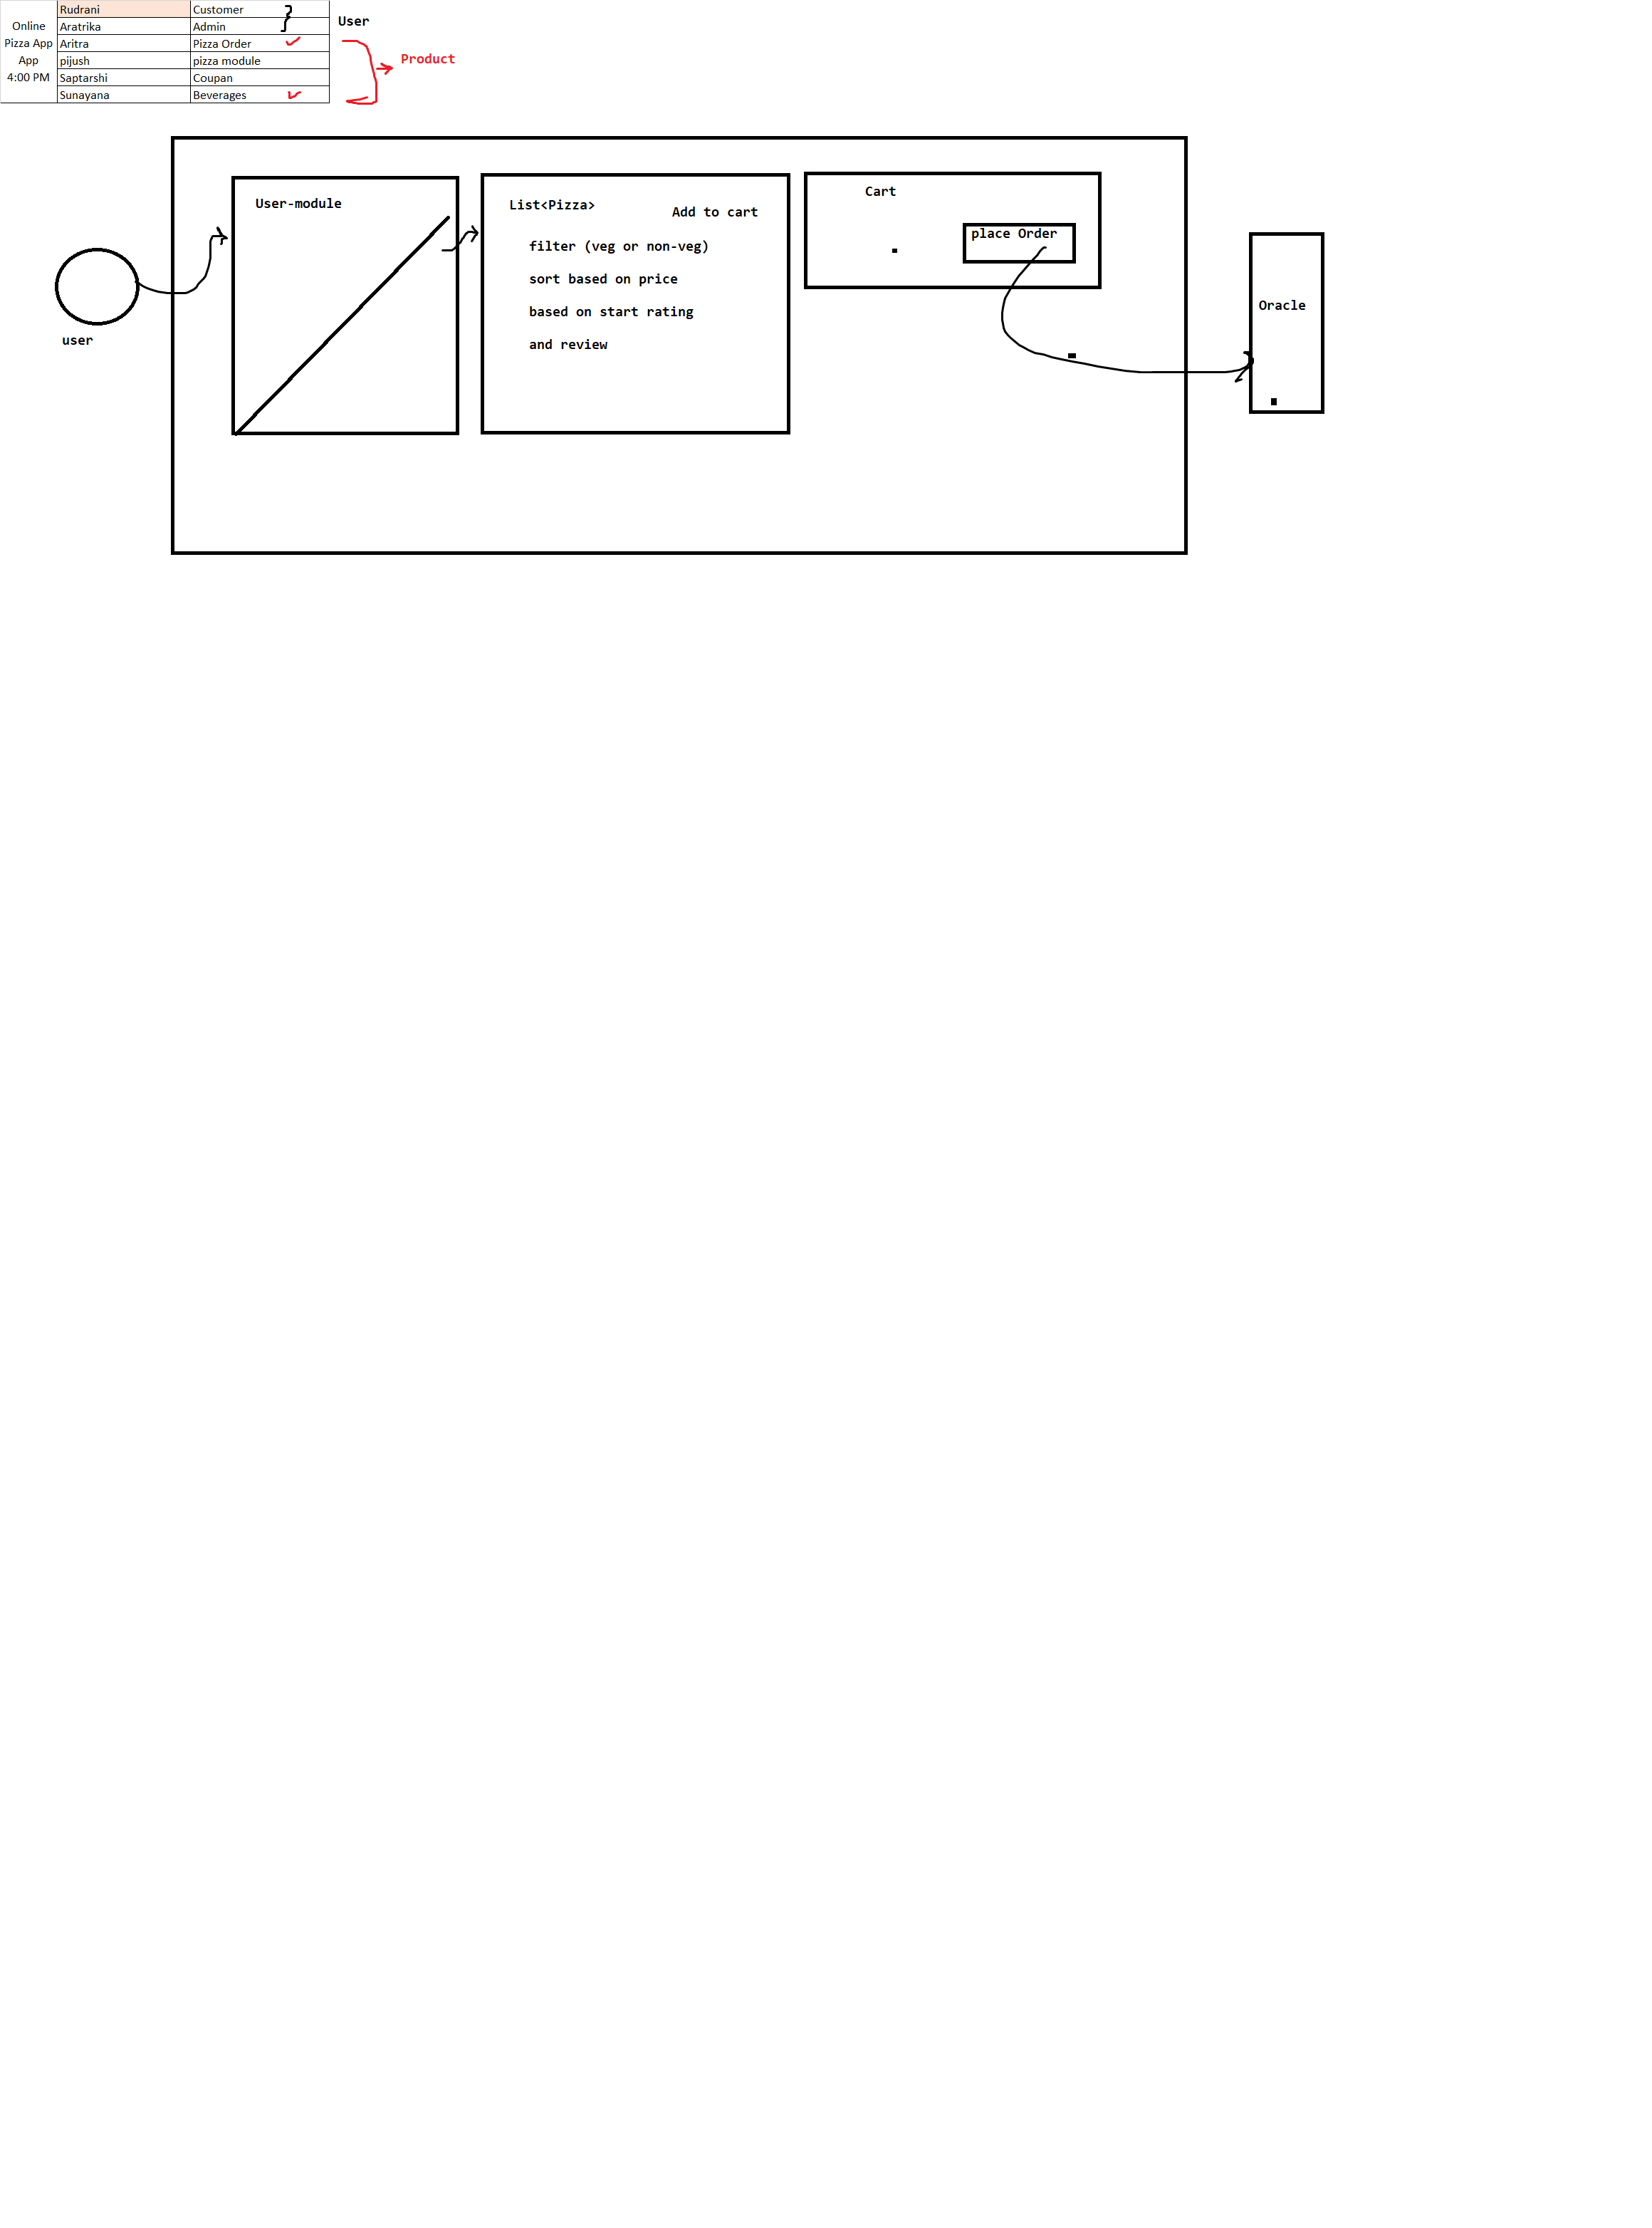 Rudrani Customer
Online Aratrika Admin User
Pizza App Aritra Pizza Order
App pijush pizza module Product
4:00 PM Saptarshi Coupan
Sunayana Beverages
User-module
List<Pizza> Add to cart
filter (veg or non-veg)
sort based on price
based on start rating
and review
Cart
place Order
Oracle
user